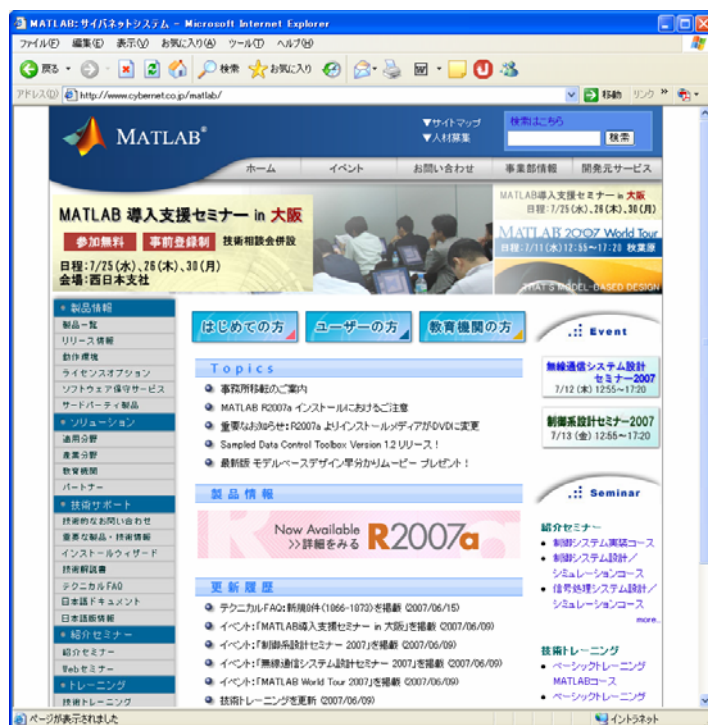 MATLAB: サイバネットシステム - Microsoft Internet Explorer
ファイル(F) 編集(E) 表示(V) お気に入り(A) ツール(T) ヘルプ(H)
戻る 検索 お気に入り
アドレス(D) http://www.cybernet.co.jp/matlab/ 移動 リンク »
MATLAB®
▼サイトマップ
▼人材募集
検索はこちら
検索
ホーム イベント お問い合わせ 事業部情報 開発元サービス
MATLAB 導入支援セミナー in 大阪
参加無料 事前登録制 技術相談会併設
日程:7/25(水)、26(木)、30(月)
会場:西日本支社
MATLAB導入支援セミナー in 大阪
日程:7/25(水)、26(木)、30(月)
MATLAB 2007 World Tour
日程:7/11(水)12:55～17:20 秋葉原
THAT'S MODEL-BASED DESIGN
製品情報
製品一覧
リリース情報
動作環境
ライセンスオプション
ソフトウェア保守サービス
サードパーティ製品
ソリューション
適用分野
産業分野
教育機関
パートナー
技術サポート
技術的なお問い合わせ
重要な製品・技術情報
インストールウィザード
技術解説書
テクニカルFAQ
日本語ドキュメント
日本語版情報
紹介セミナー
紹介セミナー
Webセミナー
トレーニング
技術トレーニング
はじめての方 ユーザーの方 教育機関の方
Topics
事務所移転のご案内
MATLAB R2007a インストールにおけるご注意
重要なお知らせ：R2007a よりインストールメディアがDVDに変更
Sampled Data Control Toolbox Version 1.2 リリース！
最新版 モデルベースデザイン早分かりムービー プレゼント！
製品情報
Now Available
>>詳細をみる R2007a
更新履歴
テクニカルFAQ：新規8件(1866-1873)を掲載 (2007/06/15)
イベント：「MATLAB導入支援セミナー in 大阪」を掲載 (2007/06/09)
イベント：「制御系設計セミナー 2007」を掲載 (2007/06/09)
イベント：「無線通信システム設計セミナー 2007」を掲載 (2007/06/09)
イベント：「MATLAB World Tour 2007」を掲載 (2007/06/09)
技術トレーニングを更新 (2007/06/09)
Event
無線通信システム設計
セミナー2007
7/12 (木) 12:55～17:20
制御系設計セミナー2007
7/13 (金) 12:55～17:20
Seminar
紹介セミナー
制御システム実装コース
制御システム設計／
シミュレーションコース
信号処理システム設計／
シミュレーションコース
more..
技術トレーニング
ベーシックトレーニング
MATLABコース
ベーシックトレーニング
ページが表示されました イントラネット